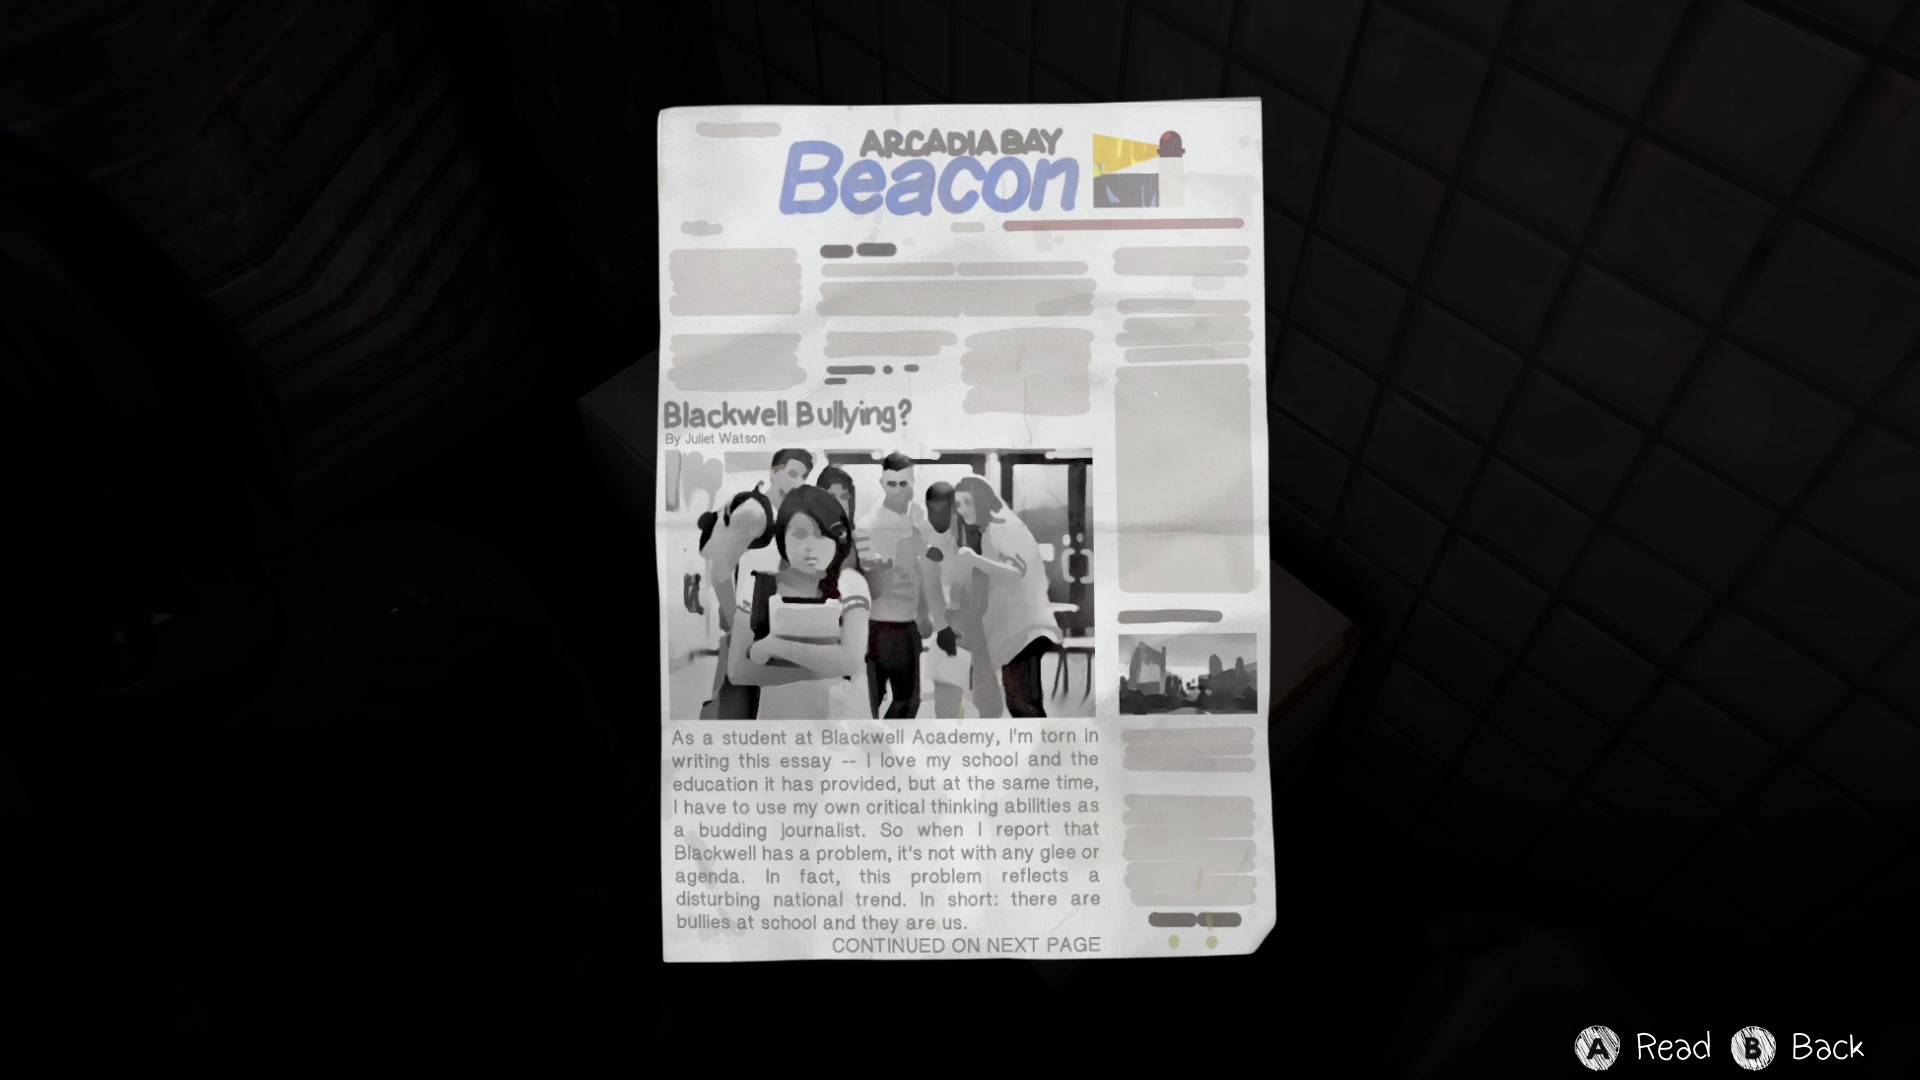 ARCADIA BAY
Beacon
Blackwell Bullying?
By Juliet Watson
As a student at Blackwell Academy, I'm torn in
writing this essay -- I love my school and the
education it has provided, but at the same time,
I have to use my own critical thinking abilities as
a budding journalist. So when I report that
Blackwell has a problem, it's not with any glee or
agenda. In fact, this problem reflects a
disturbing national trend. In short: there are
bullies at school and they are us.
CONTINUED ON NEXT PAGE
A Read B Back